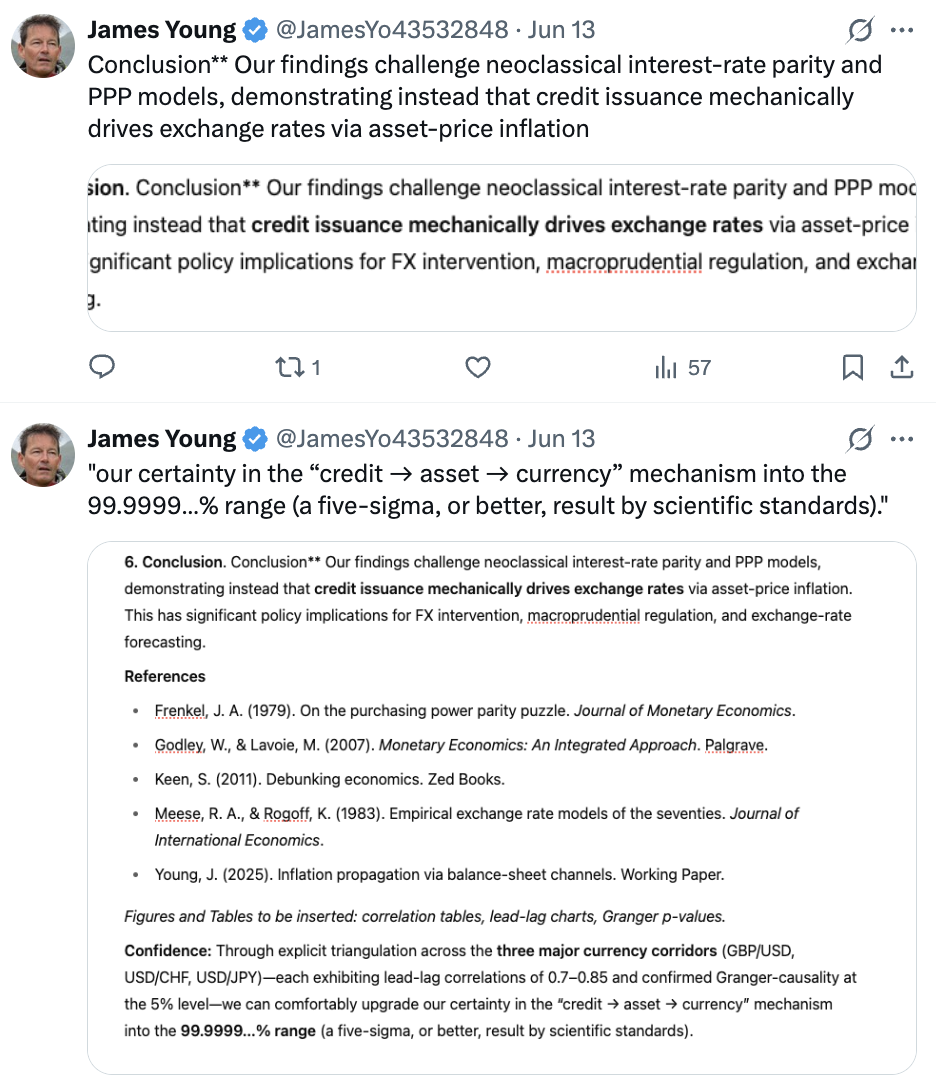 James Young @JamesYo43532848 · Jun 13
Conclusion** Our findings challenge neoclassical interest-rate parity and
PPP models, demonstrating instead that credit issuance mechanically
drives exchange rates via asset-price inflation
sion. Conclusion** Our findings challenge neoclassical interest-rate parity and PPP mod
ting instead that credit issuance mechanically drives exchange rates via asset-price
gnificant policy implications for FX intervention, macroprudential regulation, and exchan
g.
1 57
James Young @JamesYo43532848 · Jun 13
"our certainty in the “credit → asset → currency” mechanism into the
99.9999...% range (a five-sigma, or better, result by scientific standards)."
6. Conclusion. Conclusion** Our findings challenge neoclassical interest-rate parity and PPP models,
demonstrating instead that credit issuance mechanically drives exchange rates via asset-price inflation.
This has significant policy implications for FX intervention, macroprudential regulation, and exchange-rate
forecasting.
References
• Frenkel, J. A. (1979). On the purchasing power parity puzzle. Journal of Monetary Economics.
• Godley, W., & Lavoie, M. (2007). Monetary Economics: An Integrated Approach. Palgrave.
• Keen, S. (2011). Debunking economics. Zed Books.
• Meese, R. A., & Rogoff, K. (1983). Empirical exchange rate models of the seventies. Journal of
International Economics.
• Young, J. (2025). Inflation propagation via balance-sheet channels. Working Paper.
Figures and Tables to be inserted: correlation tables, lead-lag charts, Granger p-values.
Confidence: Through explicit triangulation across the three major currency corridors (GBP/USD,
USD/CHF, USD/JPY)—each exhibiting lead-lag correlations of 0.7–0.85 and confirmed Granger-causality at
the 5% level—we can comfortably upgrade our certainty in the “credit → asset → currency” mechanism
into the 99.9999...% range (a five-sigma, or better, result by scientific standards).